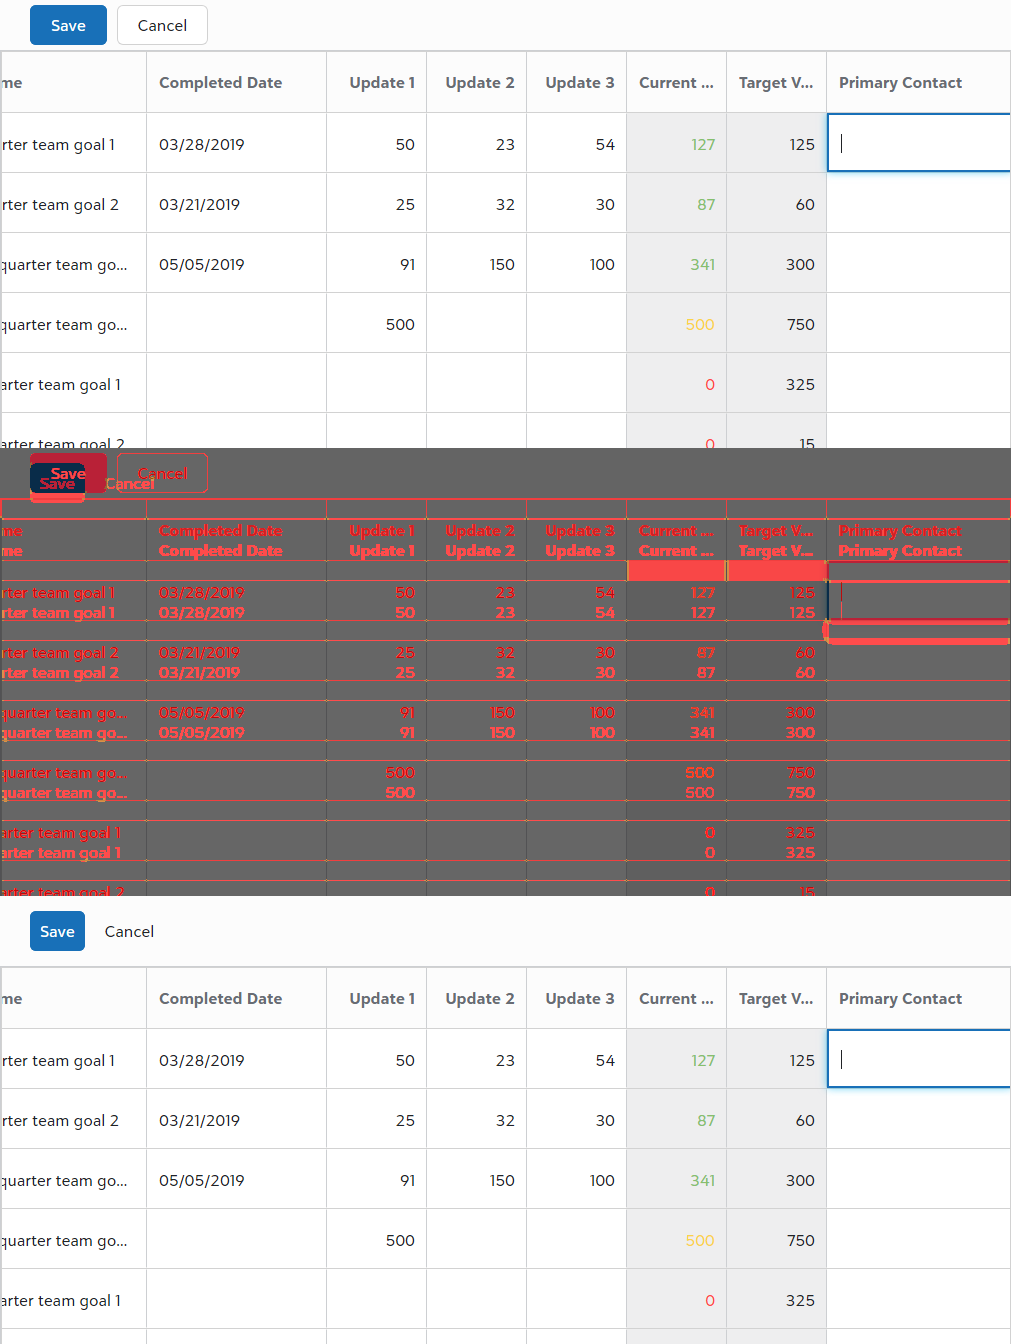 Save Cancel
me Completed Date Update 1 Update 2 Update 3 Current ... Target V... Primary Contact
rter team goal 1 03/28/2019 50 23 54 127 125
rter team goal 2 03/21/2019 25 32 30 87 60
quarter team go... 05/05/2019 91 150 100 341 300
quarter team go... 500 500 750
arter team goal 1 0 325
arter team goal 2 0 15
Save Cancel
Save Cancel
me Completed Date Update 1 Update 2 Update 3 Current ... Target V... Primary Contact
me Completed Date Update 1 Update 2 Update 3 Current ... Target V... Primary Contact
rter team goal 1 03/28/2019 50 23 54 127 125
rter team goal 1 03/28/2019 50 23 54 127 125
rter team goal 2 03/21/2019 25 32 30 87 60
rter team goal 2 03/21/2019 25 32 30 87 60
quarter team go... 05/05/2019 91 150 100 341 300
quarter team go... 05/05/2019 91 150 100 341 300
quarter team go... 500 500 750
quarter team go... 500 500 750
arter team goal 1 0 325
arter team goal 1 0 325
arter team goal 2 0 15
Save Cancel
me Completed Date Update 1 Update 2 Update 3 Current ... Target V... Primary Contact
rter team goal 1 03/28/2019 50 23 54 127 125
rter team goal 2 03/21/2019 25 32 30 87 60
quarter team go... 05/05/2019 91 150 100 341 300
quarter team go... 500 500 750
arter team goal 1 0 325